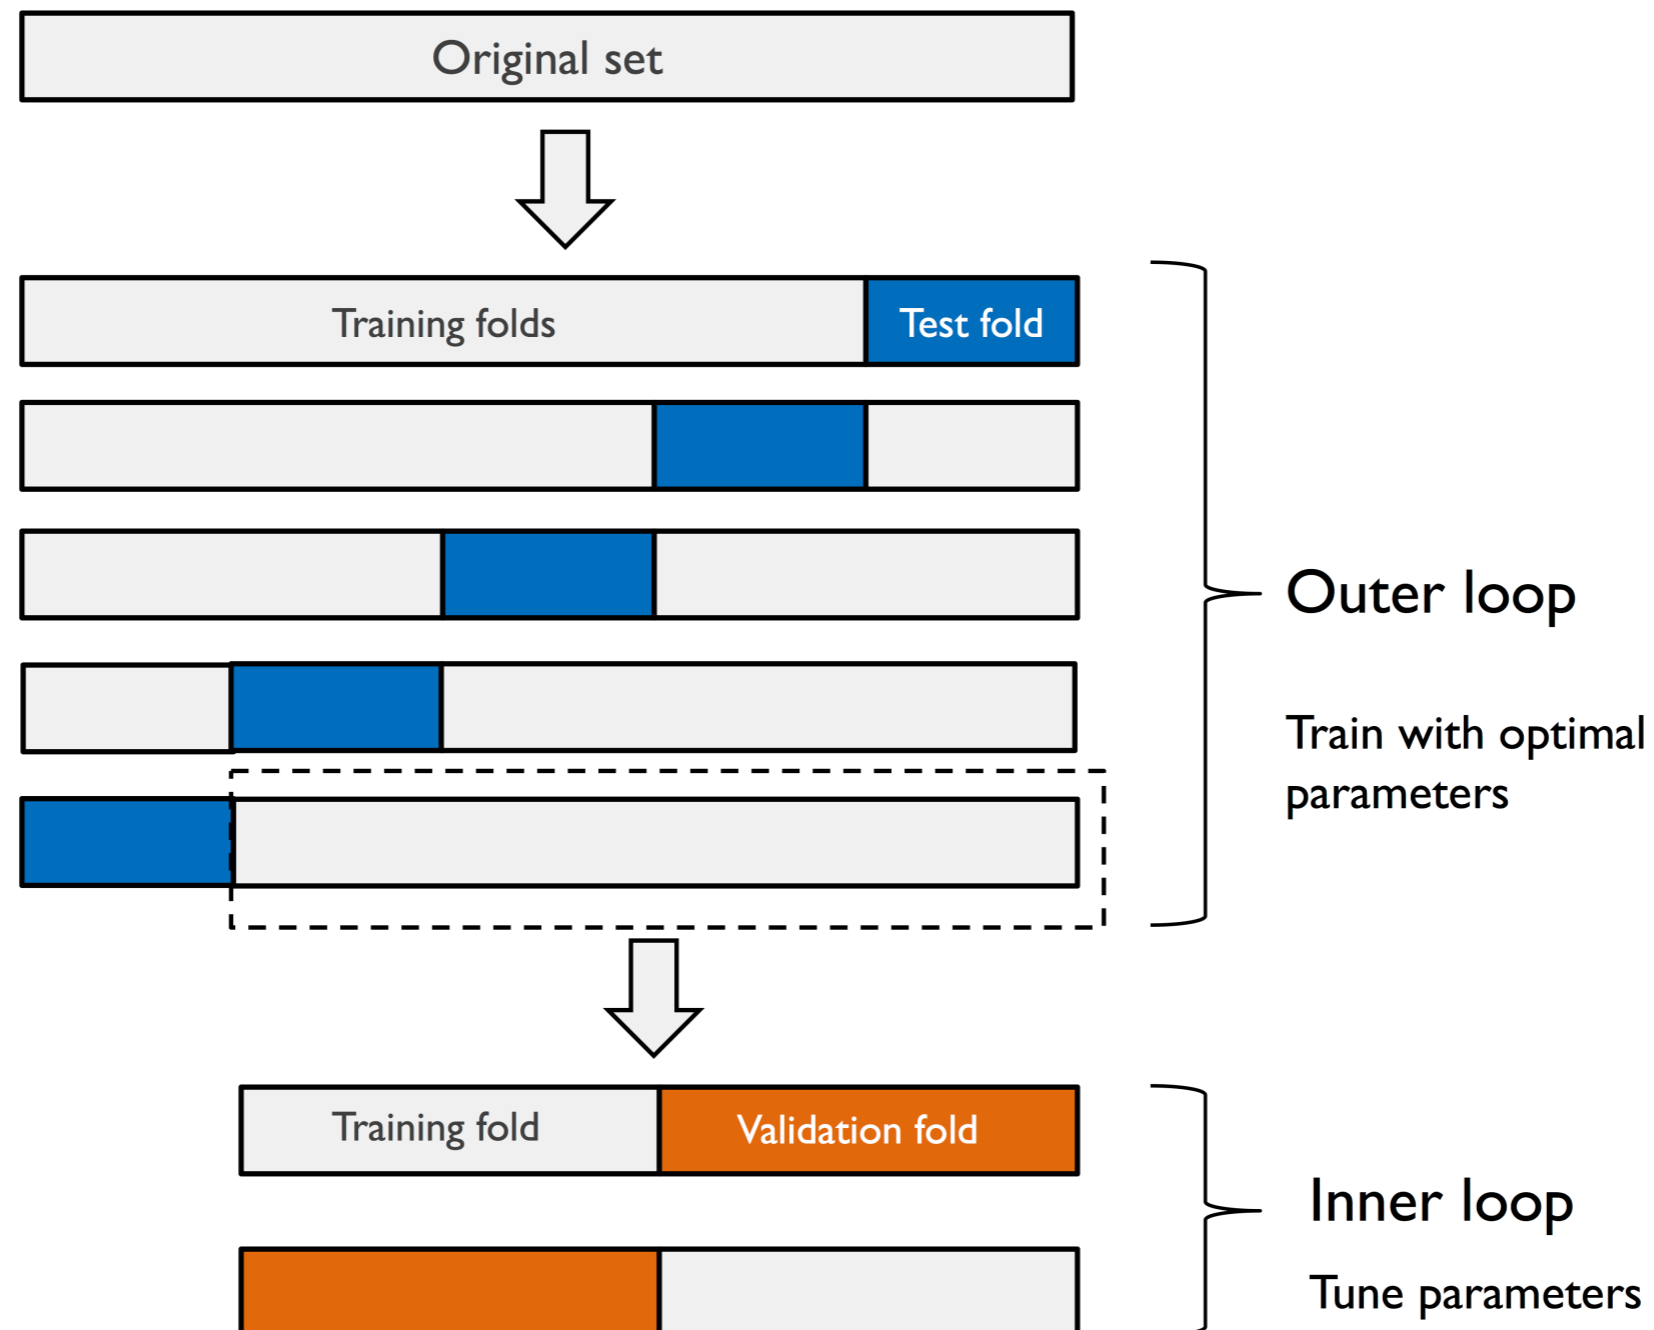 Original set
Training folds
Test fold
Outer loop
Train with optimal
parameters
Training fold
Validation fold
Inner loop
Tune parameters